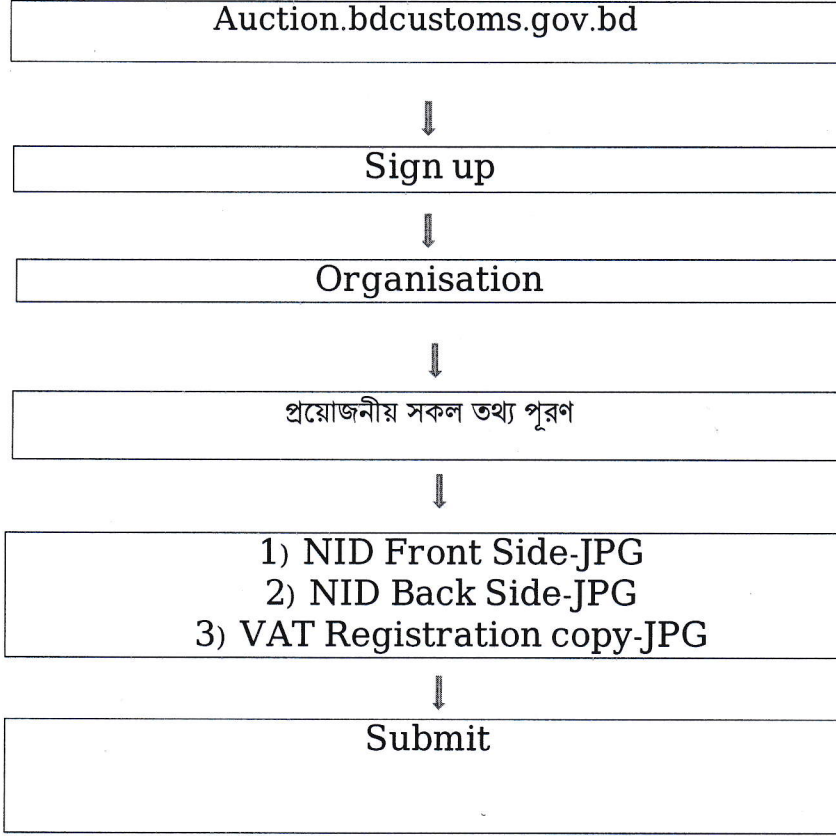 Auction.bdcustoms.gov.bd
Sign up
Organisation
প্রয়োজনীয় সকল তথ্য পূরণ
1) NID Front Side-JPG
2) NID Back Side-JPG
3) VAT Registration copy-JPG
Submit